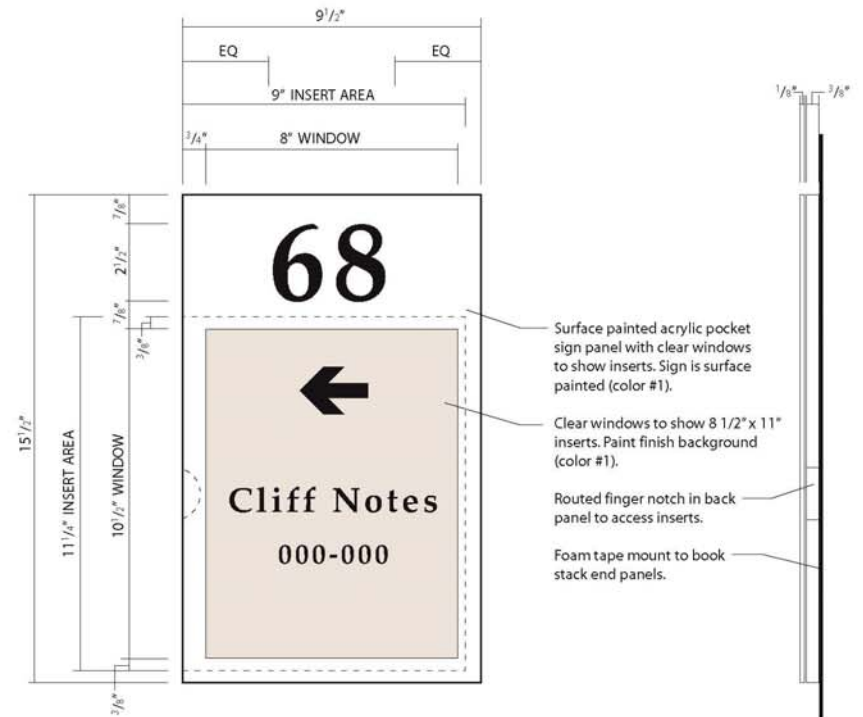 9 1/2"
EQ
EQ
9" INSERT AREA
3/4"
8" WINDOW
1/8"
3/8"
7/8"
2 1/2"
7/8"
3/8"
15 1/2"
11 1/4" INSERT AREA
10 1/2" WINDOW
3/8"
68
Cliff Notes
000-000
Surface painted acrylic pocket
sign panel with clear windows
to show inserts. Sign is surface
painted (color #1).
Clear windows to show 8 1/2" x 11"
inserts. Paint finish background
(color #1).
Routed finger notch in back
panel to access inserts.
Foam tape mount to book
stack end panels.